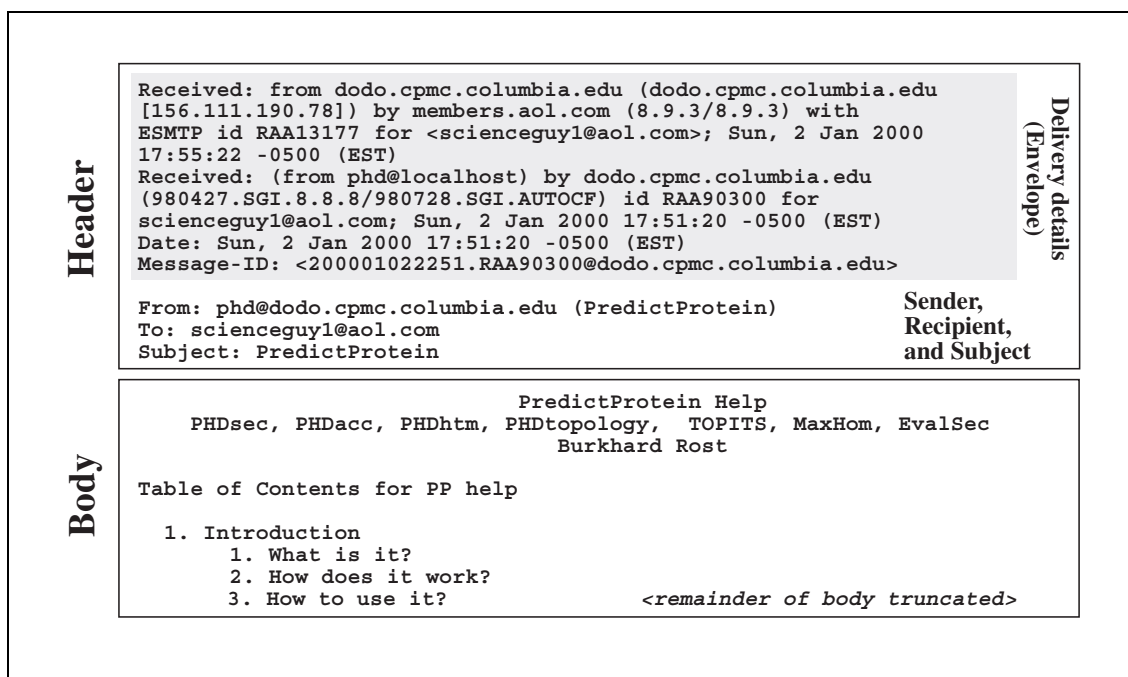 Header
Received: from dodo.cpmc.columbia.edu (dodo.cpmc.columbia.edu
[156.111.190.78]) by members.aol.com (8.9.3/8.9.3) with
ESMTP id RAA13177 for <scienceguy1@aol.com>; Sun, 2 Jan 2000
17:55:22 -0500 (EST)
Received: (from phd@localhost) by dodo.cpmc.columbia.edu
(980427.SGI.8.8.8/980728.SGI.AUTOCF) id RAA90300 for
scienceguy1@aol.com; Sun, 2 Jan 2000 17:51:20 -0500 (EST)
Date: Sun, 2 Jan 2000 17:51:20 -0500 (EST)
Message-ID: <200001022251.RAA90300@dodo.cpmc.columbia.edu>
Delivery details
(Envelope)
From: phd@dodo.cpmc.columbia.edu (PredictProtein)
To: scienceguy1@aol.com
Subject: PredictProtein
Sender,
Recipient,
and Subject
Body
PredictProtein Help
PHDsec, PHDacc, PHDhtm, PHDtopology, TOPITS, MaxHom, EvalSec
Burkhard Rost
Table of Contents for PP help
1. Introduction
1. What is it?
2. How does it work?
3. How to use it?
<remainder of body truncated>